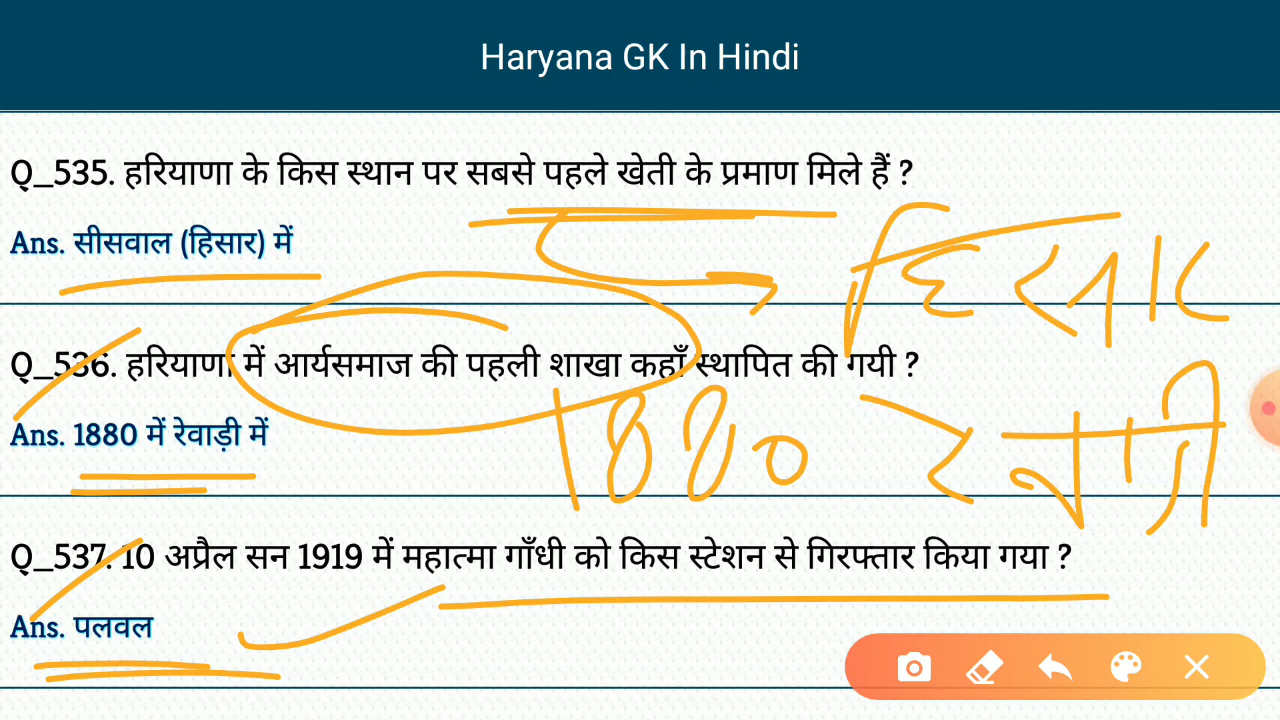 Haryana GK In Hindi
Q_535. हरियाणा के किस स्थान पर सबसे पहले खेती के प्रमाण मिले हैं ?
Ans. सीसवाल (हिसार) में
हिसार
Q_536. हरियाणा में आर्यसमाज की पहली शाखा कहाँ स्थापित की गयी ?
Ans. 1880 में रेवाड़ी में
1880
Q_537. 10 अप्रैल सन 1919 में महात्मा गाँधी को किस स्टेशन से गिरफ्तार किया गया ?
Ans. पलवल